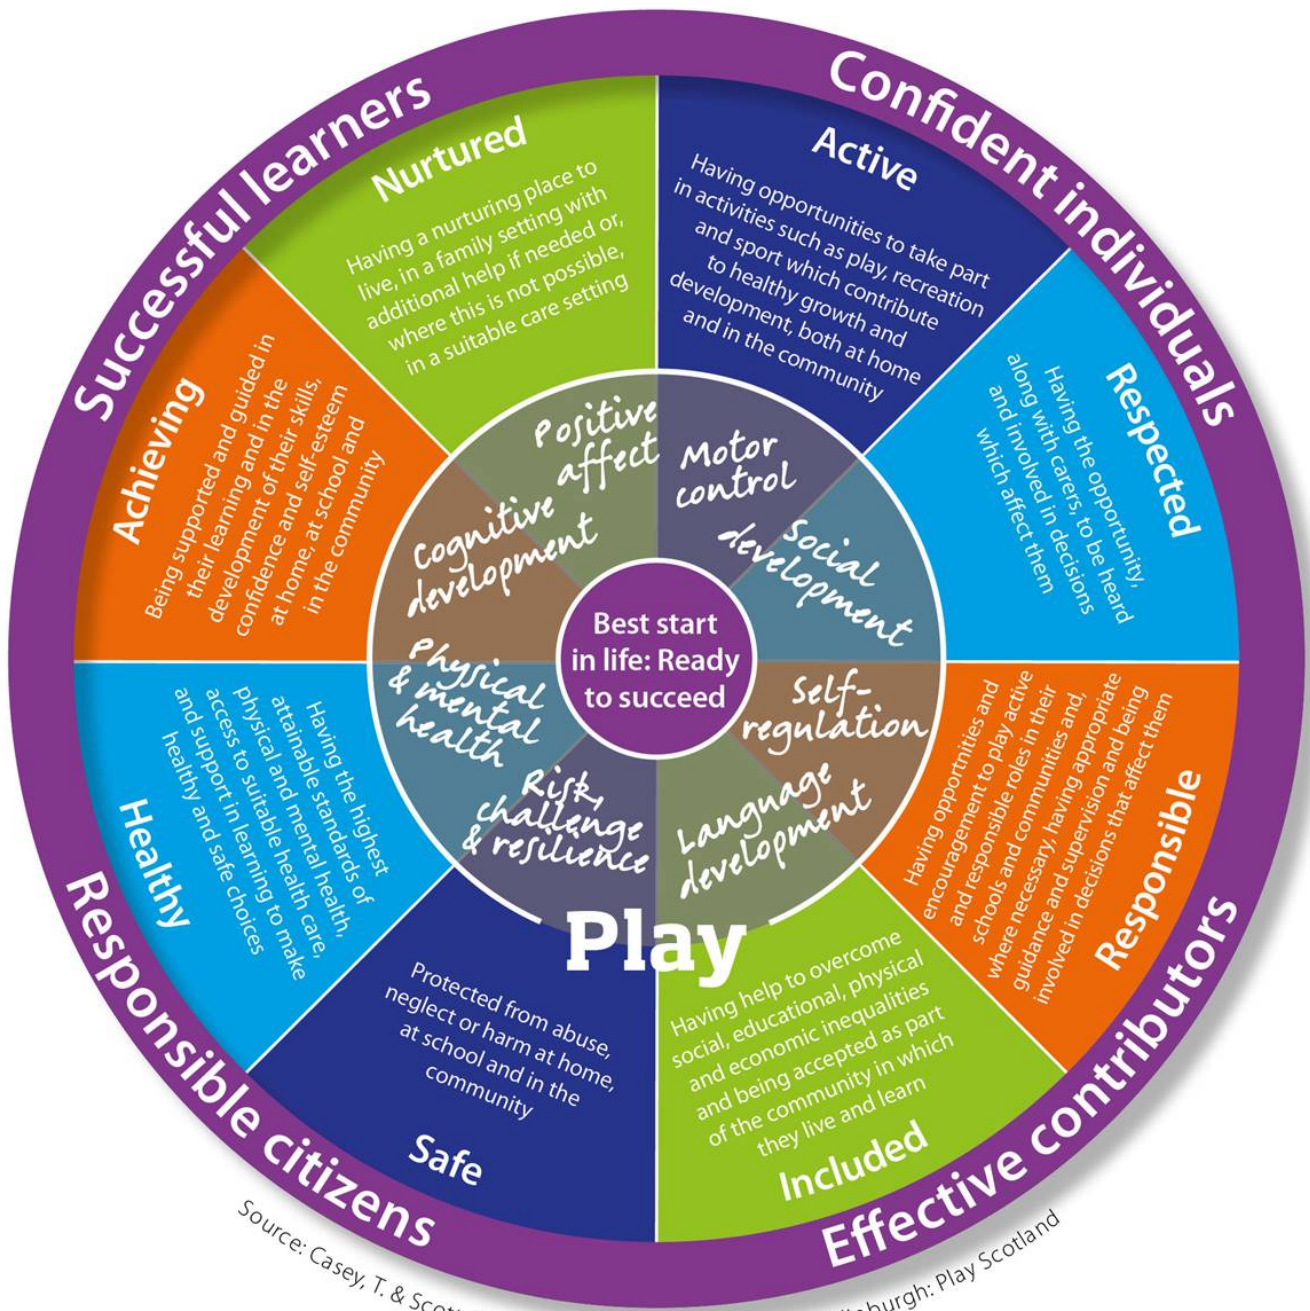 Successful learners
Confident individuals
Nurtured
Having a nurturing place to
live, in a family setting with
additional help if needed or,
where this is not possible,
in a suitable care setting
Active
Having opportunities to take part
in activities such as play, recreation
and sport which contribute
to healthy growth and
development, both at home
and in the community
Respected
Having the opportunity,
along with carers, to be heard
and involved in decisions
which affect them
Responsible
Having opportunities and
encouragement to play active
and responsible roles in their
schools and communities and,
where necessary, having appropriate
guidance and supervision and being
involved in decisions that affect them
Included
Having help to overcome
social, educational, physical
and economic inequalities
and being accepted as part
of the community in which
they live and learn
Safe
Protected from abuse,
neglect or harm at home,
at school and in the
community
Healthy
Having the highest
attainable standards of
physical and mental health,
access to suitable health care,
and support in learning to make
healthy and safe choices
Achieving
Being supported and guided in
their learning and in the
development of their skills,
confidence and self-esteem
at home, at school and
in the community
Positive
affect
Motor
control
Social
development
Self-
regulation
Language
development
Risk,
challenge
& resilience
Physical
& mental
health
Cognitive
development
Best start
in life: Ready
to succeed
Play
Responsible citizens
Effective contributors
Source: Casey, T. &
Play Scotland